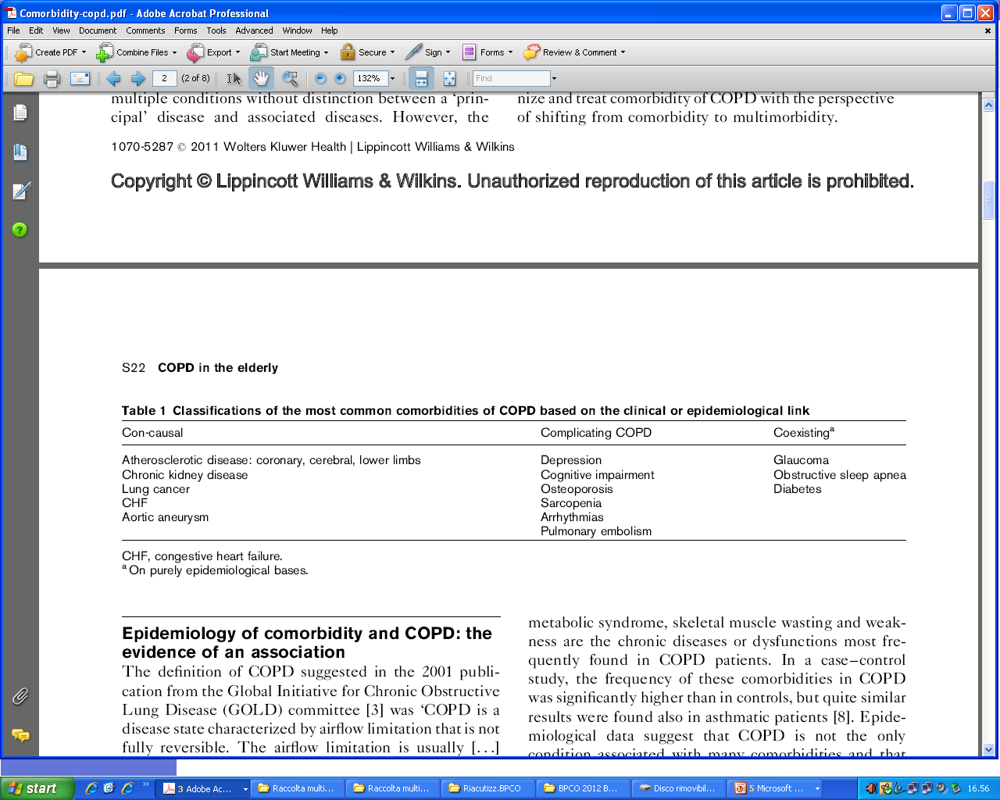 Comorbidity-copd.pdf - Adobe Acrobat Professional
File Edit View Document Comments Forms Tools Advanced Window Help
Create PDF Combine Files Export Start Meeting Secure Sign Forms Review & Comment
2 (2 of 8) 132% Find
multiple conditions without distinction between a ‘prin-
cipal’ disease and associated diseases. However, the
nize and treat comorbidity of COPD with the perspective
of shifting from comorbidity to multimorbidity.
1070-5287 © 2011 Wolters Kluwer Health | Lippincott Williams & Wilkins
Copyright © Lippincott Williams & Wilkins. Unauthorized reproduction of this article is prohibited.
S22 COPD in the elderly
Table 1 Classifications of the most common comorbidities of COPD based on the clinical or epidemiological link
Con-causal Complicating COPD Coexistingª
Atherosclerotic disease: coronary, cerebral, lower limbs Depression Glaucoma
Chronic kidney disease Cognitive impairment Obstructive sleep apnea
Lung cancer Osteoporosis Diabetes
CHF Sarcopenia
Aortic aneurysm Arrhythmias
Pulmonary embolism
CHF, congestive heart failure.
ª On purely epidemiological bases.
Epidemiology of comorbidity and COPD: the
evidence of an association
The definition of COPD suggested in the 2001 publi-
cation from the Global Initiative for Chronic Obstructive
Lung Disease (GOLD) committee [3] was ‘COPD is a
disease state characterized by airflow limitation that is not
fully reversible. The airflow limitation is usually [...]
metabolic syndrome, skeletal muscle wasting and weak-
ness are the chronic diseases or dysfunctions most fre-
quently found in COPD patients. In a case–control
study, the frequency of these comorbidities in COPD
was significantly higher than in controls, but quite similar
results were found also in asthmatic patients [8]. Epide-
miological data suggest that COPD is not the only
condition associated with many comorbidities and that
start 3 Adobe Ac... Raccolta multi... Raccolta multi... Riacutizz.BPCO BPCO 2012 B... Disco rimovibil... 5 Microsoft ... 16.56